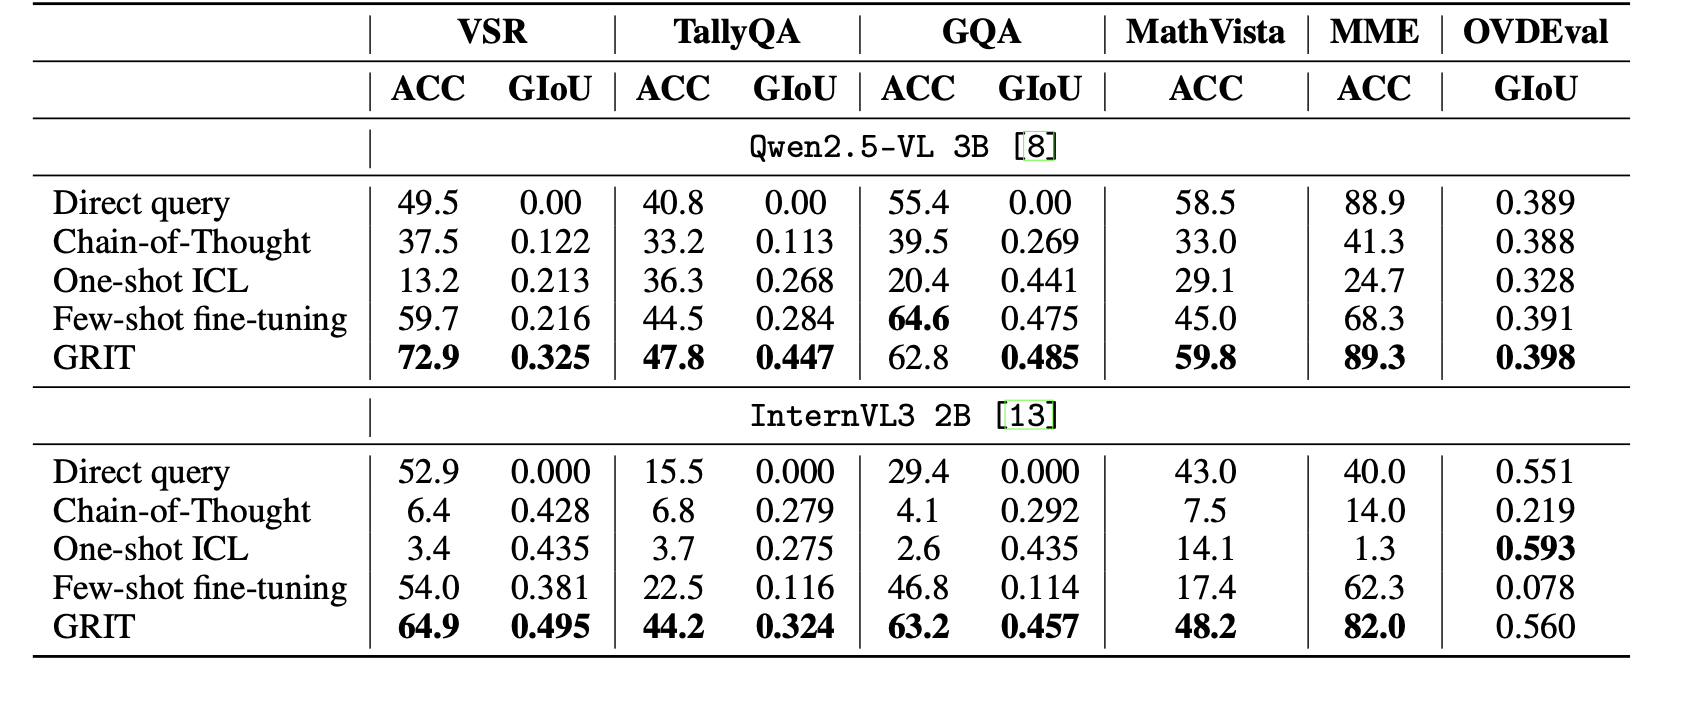 VSR TallyQA GQA MathVista MME OVDEval
ACC GIoU ACC GIoU ACC GIoU ACC ACC GIoU
Qwen2.5-VL 3B [8]
Direct query 49.5 0.00 40.8 0.00 55.4 0.00 58.5 88.9 0.389
Chain-of-Thought 37.5 0.122 33.2 0.113 39.5 0.269 33.0 41.3 0.388
One-shot ICL 13.2 0.213 36.3 0.268 20.4 0.441 29.1 24.7 0.328
Few-shot fine-tuning 59.7 0.216 44.5 0.284 64.6 0.475 45.0 68.3 0.391
GRIT 72.9 0.325 47.8 0.447 62.8 0.485 59.8 89.3 0.398
InternVL3 2B [13]
Direct query 52.9 0.000 15.5 0.000 29.4 0.000 43.0 40.0 0.551
Chain-of-Thought 6.4 0.428 6.8 0.279 4.1 0.292 7.5 14.0 0.219
One-shot ICL 3.4 0.435 3.7 0.275 2.6 0.435 14.1 1.3 0.593
Few-shot fine-tuning 54.0 0.381 22.5 0.116 46.8 0.114 17.4 62.3 0.078
GRIT 64.9 0.495 44.2 0.324 63.2 0.457 48.2 82.0 0.560